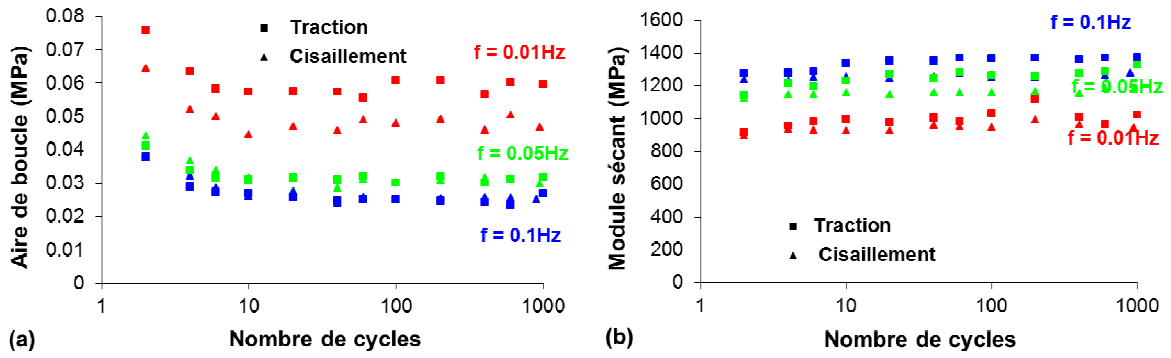 Aire de boucle (MPa)
0.08
0.07
0.06
0.05
0.04
0.03
0.02
0.01
0
Traction
Cisaillement
f = 0.01Hz
f = 0.05Hz
f = 0.1Hz
1
10
100
1000
Nombre de cycles
(a)
Module sécant (MPa)
1600
1400
1200
1000
800
600
400
200
0
f = 0.1Hz
f = 0.05Hz
f = 0.01Hz
Traction
Cisaillement
1
10
100
1000
Nombre de cycles
(b)